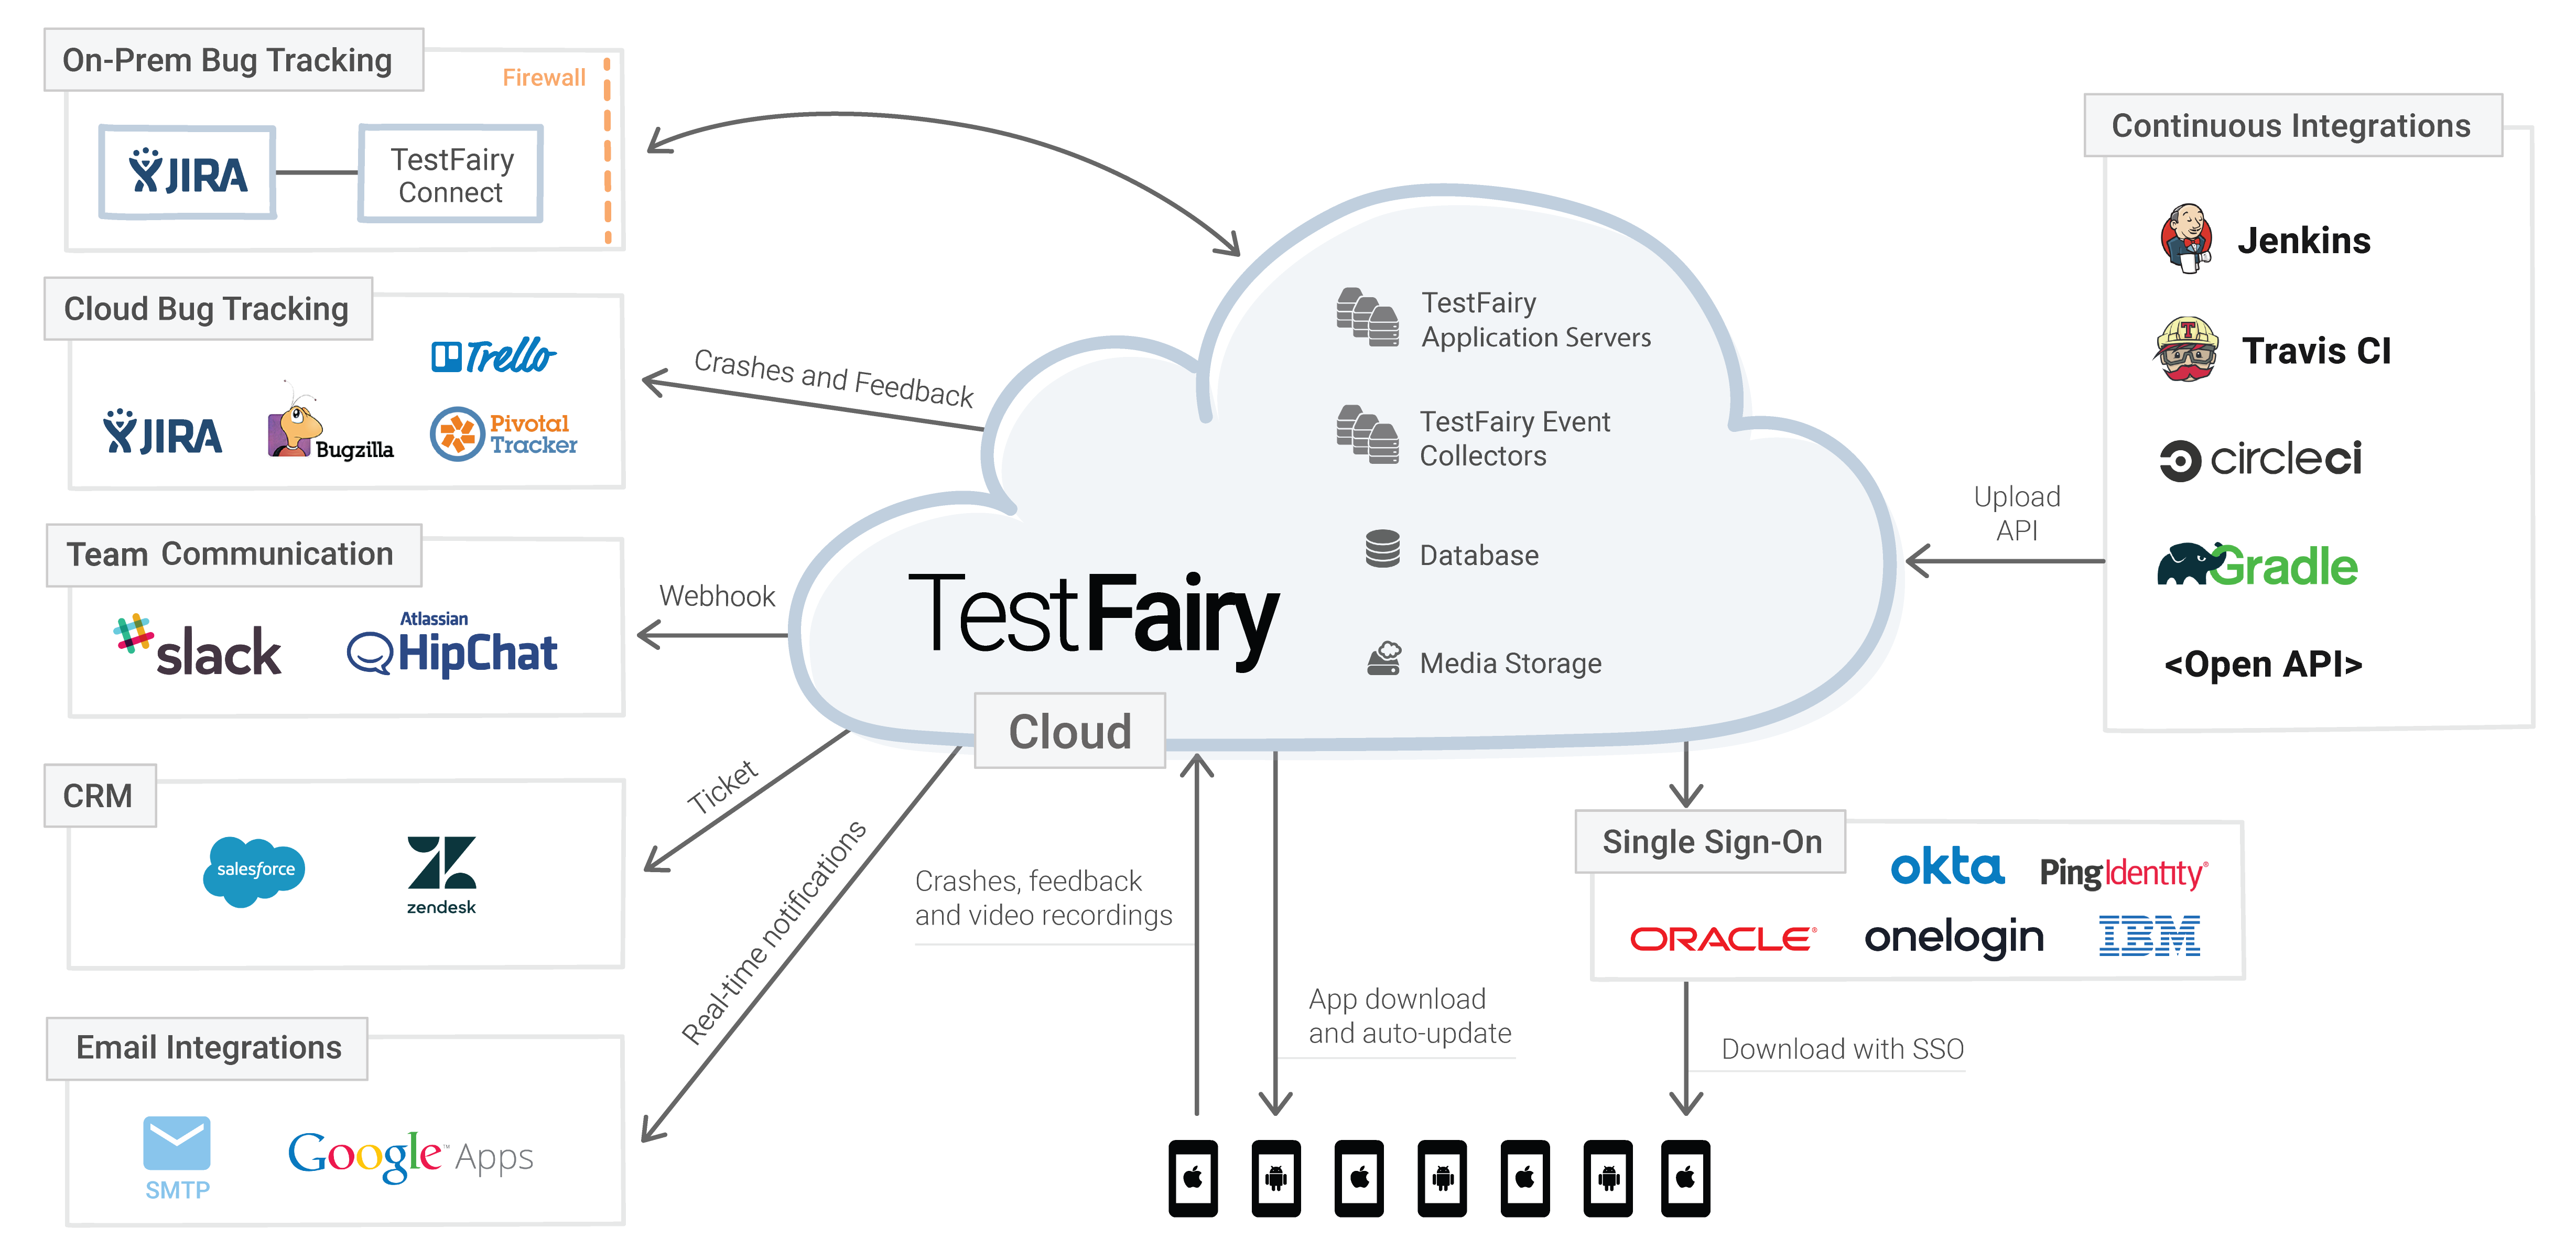 On-Prem Bug Tracking
Firewall
JIRA
TestFairy
Connect
Cloud Bug Tracking
Trello
JIRA
Bugzilla
Pivotal
Tracker
Team Communication
slack
Atlassian
HipChat
CRM
salesforce
zendesk
Email Integrations
SMTP
Google™ Apps
Crashes and Feedback
Webhook
Ticket
Real-time notifications
TestFairy
Cloud
TestFairy
Application Servers
TestFairy Event
Collectors
Database
Media Storage
Crashes, feedback
and video recordings
App download
and auto-update
Single Sign-On
okta
PingIdentity®
ORACLE®
onelogin
IBM
Download with SSO
Upload
API
Continuous Integrations
Jenkins
T
Travis CI
circleci
Gradle
<Open API>